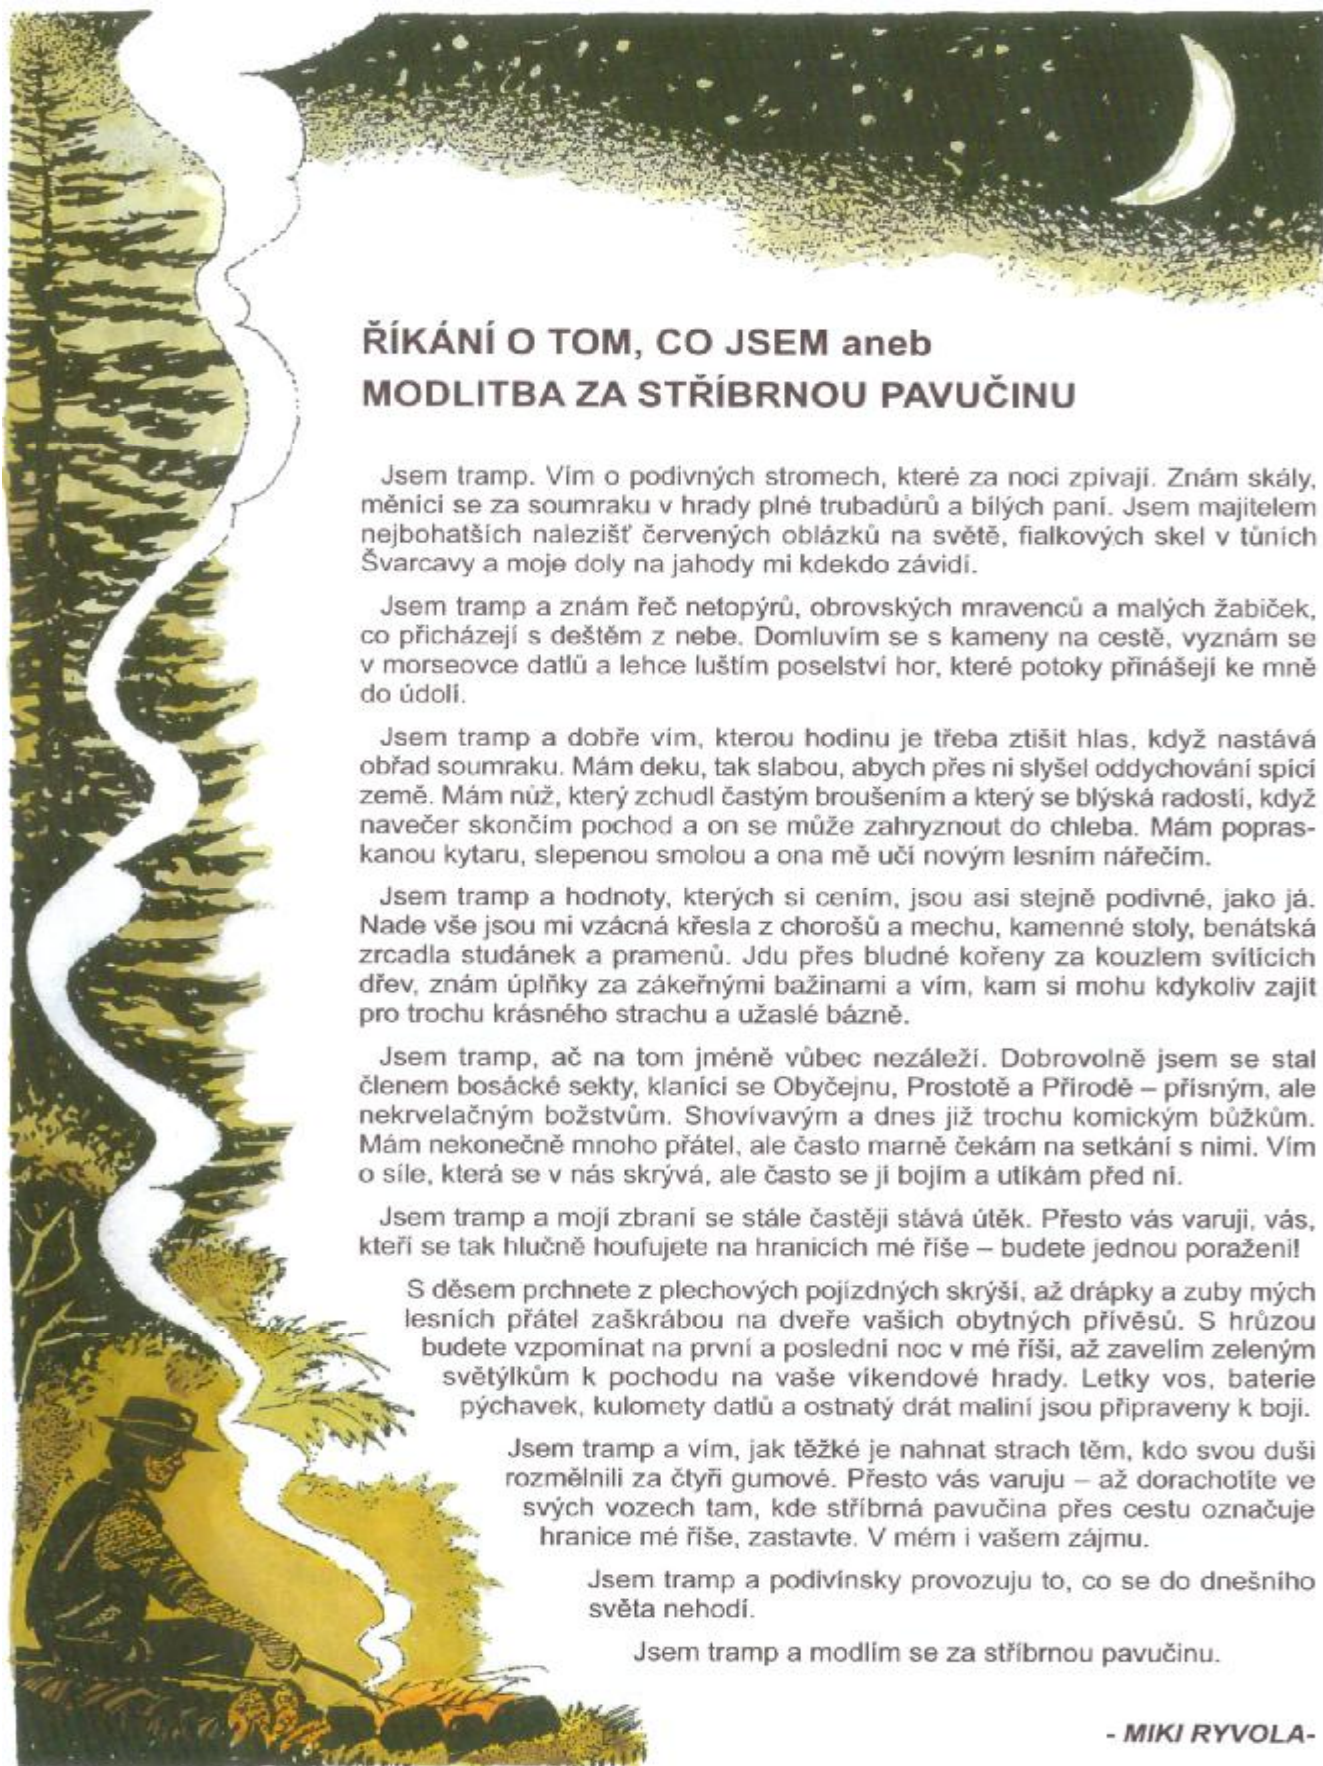 ŘÍKÁNÍ O TOM, CO JSEM aneb
MODLITBA ZA STŘÍBRNOU PAVUČINU
Jsem tramp. Vím o podivných stromech, které za noci zpívají. Znám skály,
měnící se za soumraku v hrady plné trubadúrů a bílých paní. Jsem majitelem
nejbohatších nalezišť červených oblázků na světě, fialkových skel v tůních
Švarcavy a moje doly na jahody mi kdekdo závidí.
Jsem tramp a znám řeč netopýrů, obrovských mravenců a malých žabiček,
co přicházejí s deštěm z nebe. Domluvím se s kameny na cestě, vyznám se
v morseovce datlů a lehce luštím poselství hor, které potoky přinášejí ke mně
do údolí.
Jsem tramp a dobře vím, kterou hodinu je třeba ztišit hlas, když nastává
obřad soumraku. Mám deku, tak slabou, abych přes ni slyšel oddychování spící
země. Mám nůž, který zchudl častým broušením a který se blýská radostí, když
navečer skončím pochod a on se může zahryznout do chleba. Mám popras-
kanou kytaru, slepenou smolou a ona mě učí novým lesním nářečím.
Jsem tramp a hodnoty, kterých si cením, jsou asi stejně podivné, jako já.
Nade vše jsou mi vzácná křesla z chorošů a mechu, kamenné stoly, benátská
zrcadla studánek a pramenů. Jdu přes bludné kořeny za kouzlem svítících
dřev, znám úplňky za zákeřnými bažinami a vím, kam si mohu kdykoliv zajít
pro trochu krásného strachu a užaslé bázně.
Jsem tramp, ač na tom jméně vůbec nezáleží. Dobrovolně jsem se stal
členem bosácké sekty, klanící se Obyčejnu, Prostotě a Přírodě – přísným, ale
nekrvelačným božstvům. Shovívavým a dnes již trochu komickým bůžkům.
Mám nekonečně mnoho přátel, ale často marně čekám na setkání s nimi. Vím
o síle, která se v nás skrývá, ale často se jí bojím a utíkám před ní.
Jsem tramp a mojí zbraní se stále častěji stává útěk. Přesto vás varuji, vás,
kteří se tak hlučně houfujete na hranicích mé říše – budete jednou poraženi!
S děsem prchnete z plechových pojízdných skrýší, až drápky a zuby mých
lesních přátel zaškrábou na dveře vašich obytných přívěsů. S hrůzou
budete vzpomínat na první a poslední noc v mé říši, až zavelím zeleným
světýlkům k pochodu na vaše víkendové hrady. Letky vos, baterie
pýchavek, kulomety datlů a ostnatý drát maliní jsou připraveny k boji.
Jsem tramp a vím, jak těžké je nahnat strach těm, kdo svou duši
rozmělnili za čtyři gumové. Přesto vás varuju – až dorachotíte ve
svých vozech tam, kde stříbrná pavučina přes cestu označuje
hranice mé říše, zastavte. V mém i vašem zájmu.
Jsem tramp a podivínsky provozuju to, co se do dnešního
světa nehodí.
Jsem tramp a modlím se za stříbrnou pavučinu.
- MIKI RYVOLA-